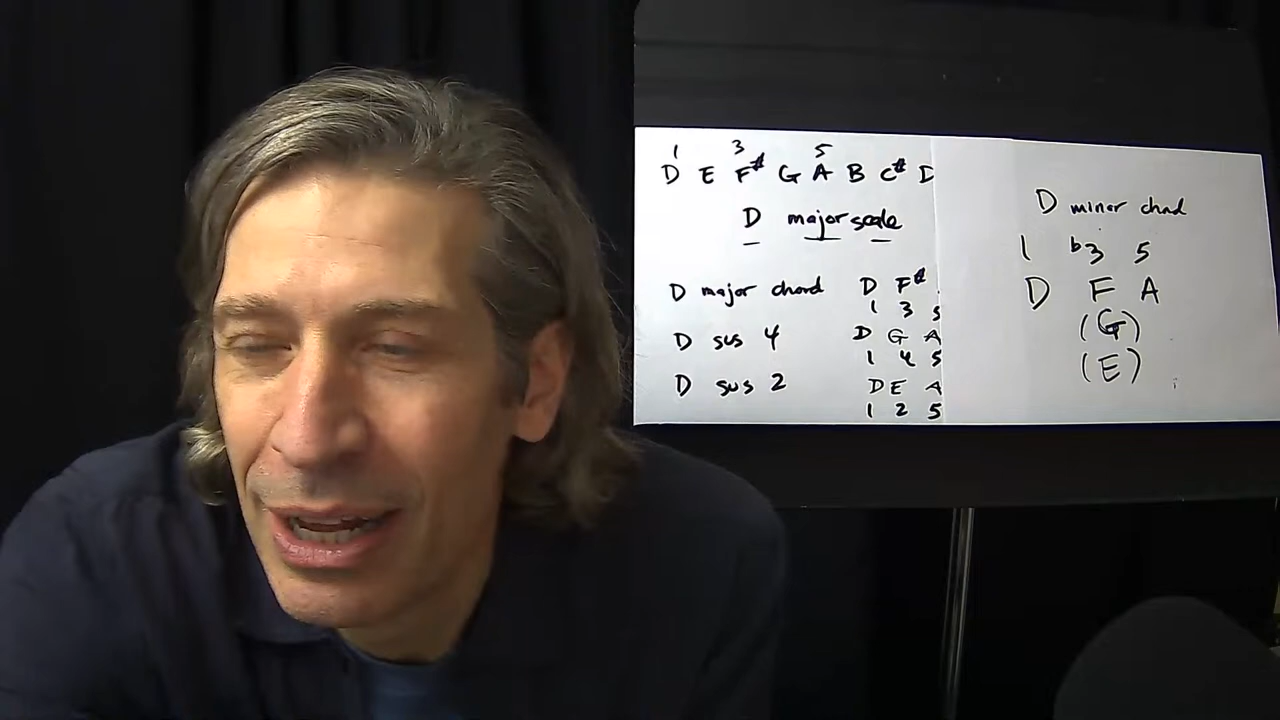 1 3 5
D E F# G A B C# D
D major scale
D major chord D F#
1 3 5
D sus 4 D G A
1 4 5
D sus 2 D E A
1 2 5
D minor chord
1 b3 5
D F A
(G)
(E)